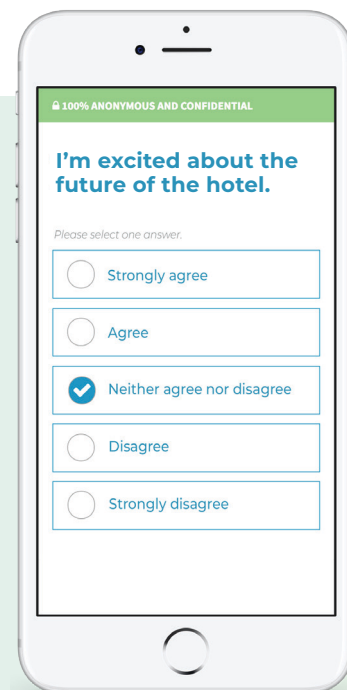 100% ANONYMOUS AND CONFIDENTIAL
I’m excited about the
future of the hotel.
Please select one answer.
Strongly agree
Agree
Neither agree nor disagree
Disagree
Strongly disagree